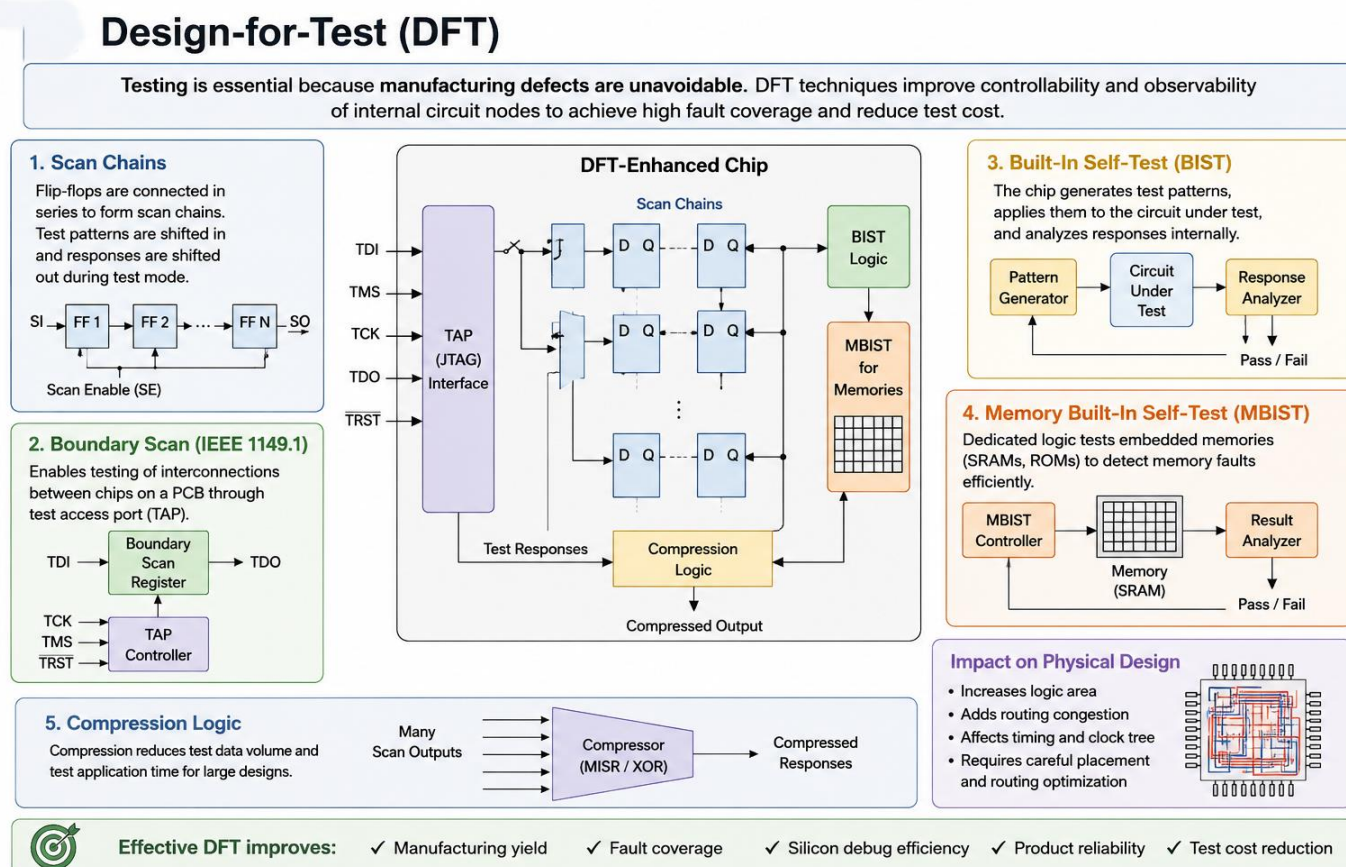 Design-for-Test (DFT)
Testing is essential because manufacturing defects are unavoidable. DFT techniques improve controllability and observability
of internal circuit nodes to achieve high fault coverage and reduce test cost.
1. Scan Chains
Flip-flops are connected in
series to form scan chains.
Test patterns are shifted in
and responses are shifted
out during test mode.
SI
FF 1
FF 2
...
FF N
SO
Scan Enable (SE)
2. Boundary Scan (IEEE 1149.1)
Enables testing of interconnections
between chips on a PCB through
test access port (TAP).
Boundary
Scan
Register
TDI
TDO
TCK
TMS
TRST
TAP
Controller
DFT-Enhanced Chip
Scan Chains
TDI
TMS
TCK
TDO
TRST
TAP
(JTAG)
Interface
D Q
D Q
D Q
D Q
D Q
D Q
BIST
Logic
MBIST
for
Memories
Test Responses
Compression
Logic
Compressed Output
3. Built-In Self-Test (BIST)
The chip generates test patterns,
applies them to the circuit under test,
and analyzes responses internally.
Pattern
Generator
Circuit
Under
Test
Response
Analyzer
Pass / Fail
4. Memory Built-In Self-Test (MBIST)
Dedicated logic tests embedded memories
(SRAMs, ROMs) to detect memory faults
efficiently.
MBIST
Controller
Memory
(SRAM)
Result
Analyzer
Pass / Fail
5. Compression Logic
Compression reduces test data volume and
test application time for large designs.
Many
Scan Outputs
Compressor
(MISR / XOR)
Compressed
Responses
Impact on Physical Design
• Increases logic area
• Adds routing congestion
• Affects timing and clock tree
• Requires careful placement
and routing optimization
Effective DFT improves: ✓ Manufacturing yield ✓ Fault coverage ✓ Silicon debug efficiency ✓ Product reliability ✓ Test cost reduction